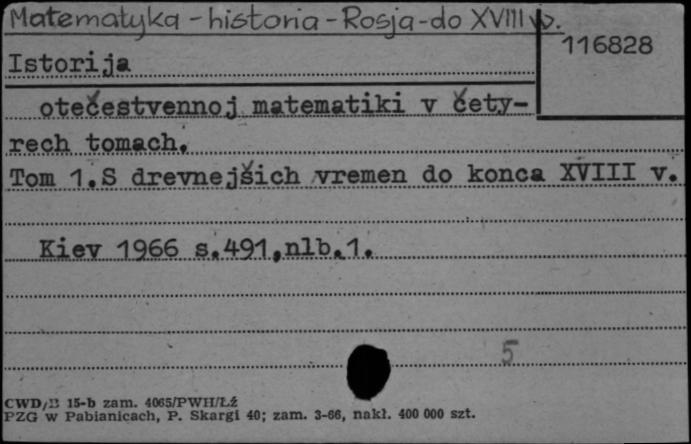 Matematyka - historia - Rosja - do XVIII w.
116828
Istorija
otečestvennoj matematiki v čety-
rech tomach.
Tom 1. S drevnejšich vremen do konca XVIII v.
Kiev 1966 s.491,nlb.1.
5
CWD/B 15-b zam. 4065/PWH/Łź
PZG w Pabianicach, P. Skargi 40; zam. 3-66, nakł. 400 000 szt.